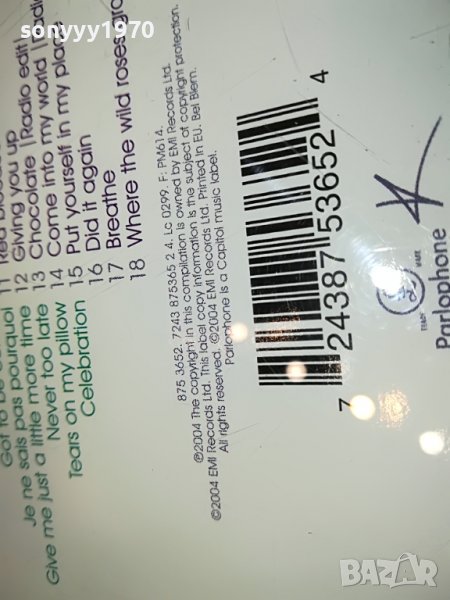 sonyyy1970
Got to be
Je ne sais pas pourquoi
Give me just a little more time
Never too late
Tears on my pillow
Celebration
11 Red
12 Giving you up
13 Chocolate |Radio edit|
14 Come into my world |
15 Put yourself in my place
16 Did it again
17 Breathe
18 Where the wild roses
875 3652. 7243 875365 2 4. LC 0299. F: PM614.
℗2004 The copyright in this compilation is owned by EMI Records Ltd.
©2004 EMI Records Ltd. This label copy information is the subject of copyright protection.
All rights reserved. ©2004 EMI Records Ltd. Printed in EU. Bel Biem.
Parlophone is a Capitol music label.
7 24387 53652 4
Parlophone
BAZAR
bg